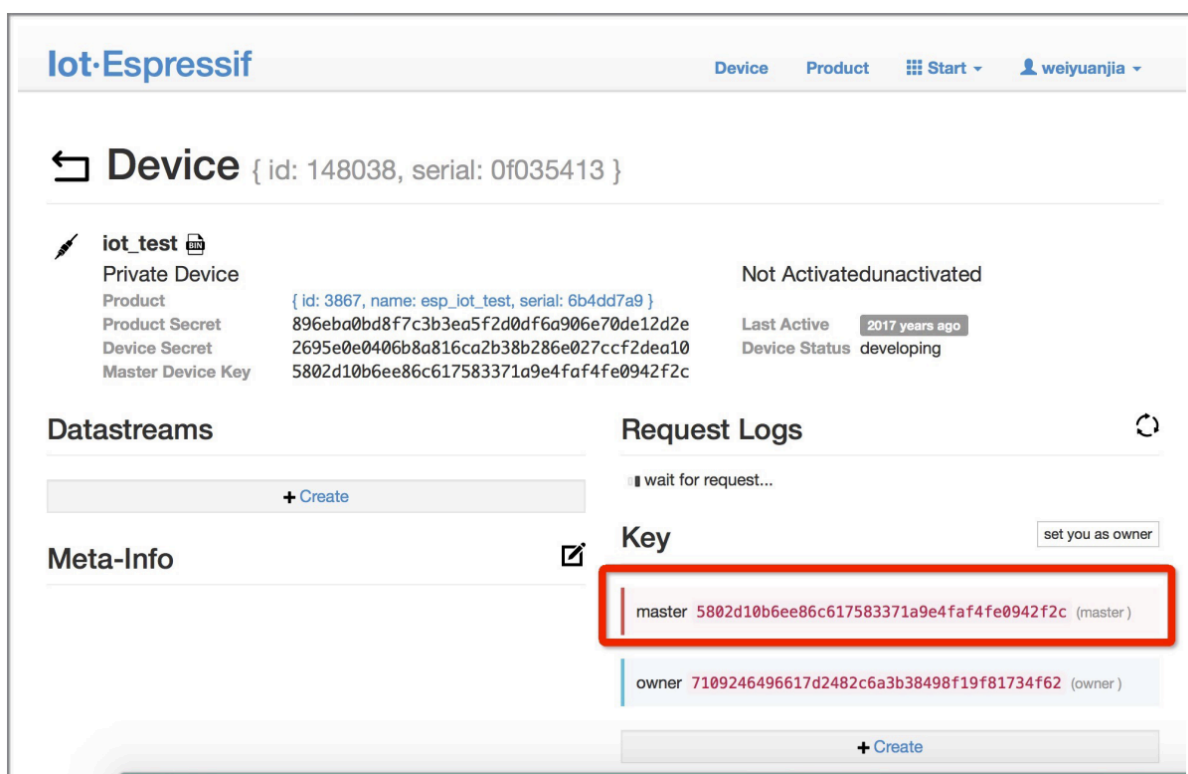 Iot·Espressif
Device Product Start weiyuanjia
Device { id: 148038, serial: 0f035413 }
iot_test BIN
Private Device
Not Activatedunactivated
Product { id: 3867, name: esp_iot_test, serial: 6b4dd7a9 }
Product Secret 896eba0bd8f7c3b3ea5f2d0df6a906e70de12d2e
Last Active 2017 years ago
Device Secret 2695e0e0406b8a816ca2b38b286e027ccf2dea10
Device Status developing
Master Device Key 5802d10b6ee86c617583371a9e4faf4fe0942f2c
Datastreams
+ Create
Meta-Info
Request Logs
wait for request...
Key
set you as owner
master 5802d10b6ee86c617583371a9e4faf4fe0942f2c (master )
owner 7109246496617d2482c6a3b38498f19f81734f62 (owner )
+ Create